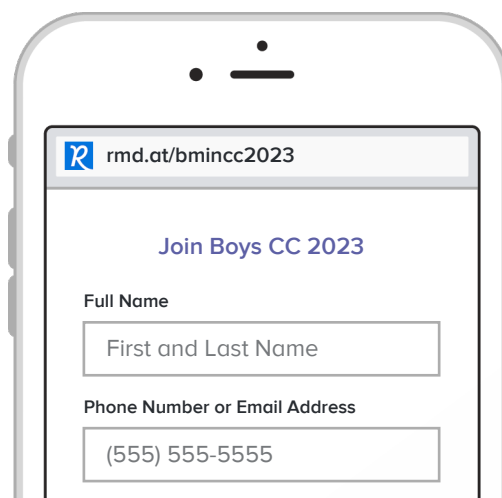 rmd.at/bmincc2023
Join Boys CC 2023
Full Name
First and Last Name
Phone Number or Email Address
(555) 555-5555